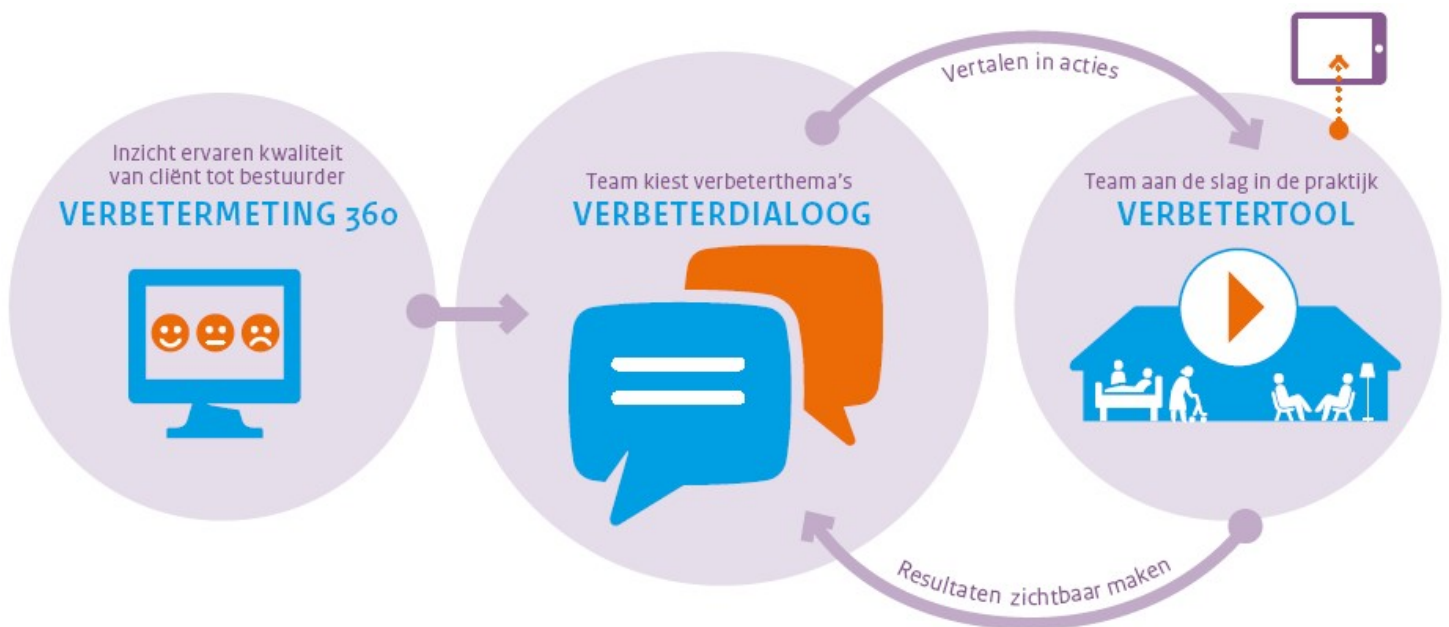 Inzicht ervaren kwaliteit
van cliënt tot bestuurder
VERBETERMETING 360
Team kiest verbeterthema's
VERBETERDIALOOG
Vertalen in acties
Team aan de slag in de praktijk
VERBETERTOOL
Resultaten zichtbaar maken